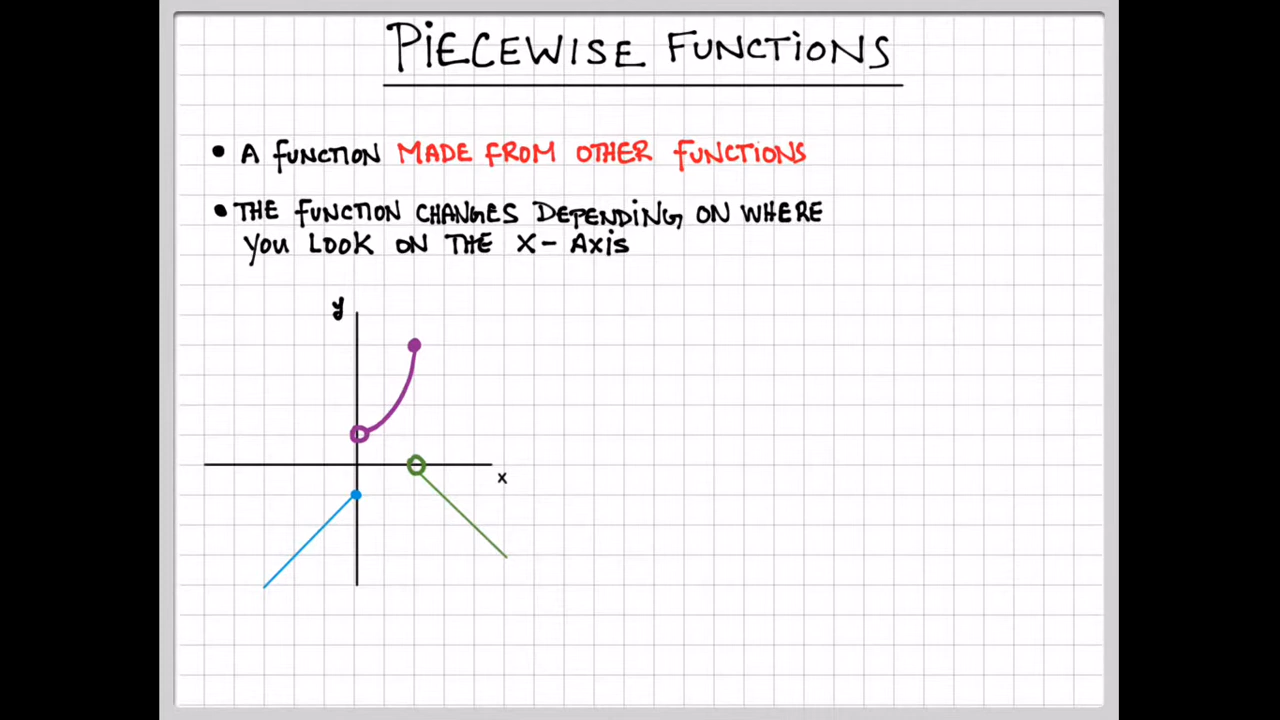 PiECEWISE FUNCTiONS
• A fUNCTION MADE FROM OTHER fUNCTiONS
• THE fUNCTION CHANGES DEPENDiNG ON WHERE
you LOOK ON THE X- AXiS
y
x